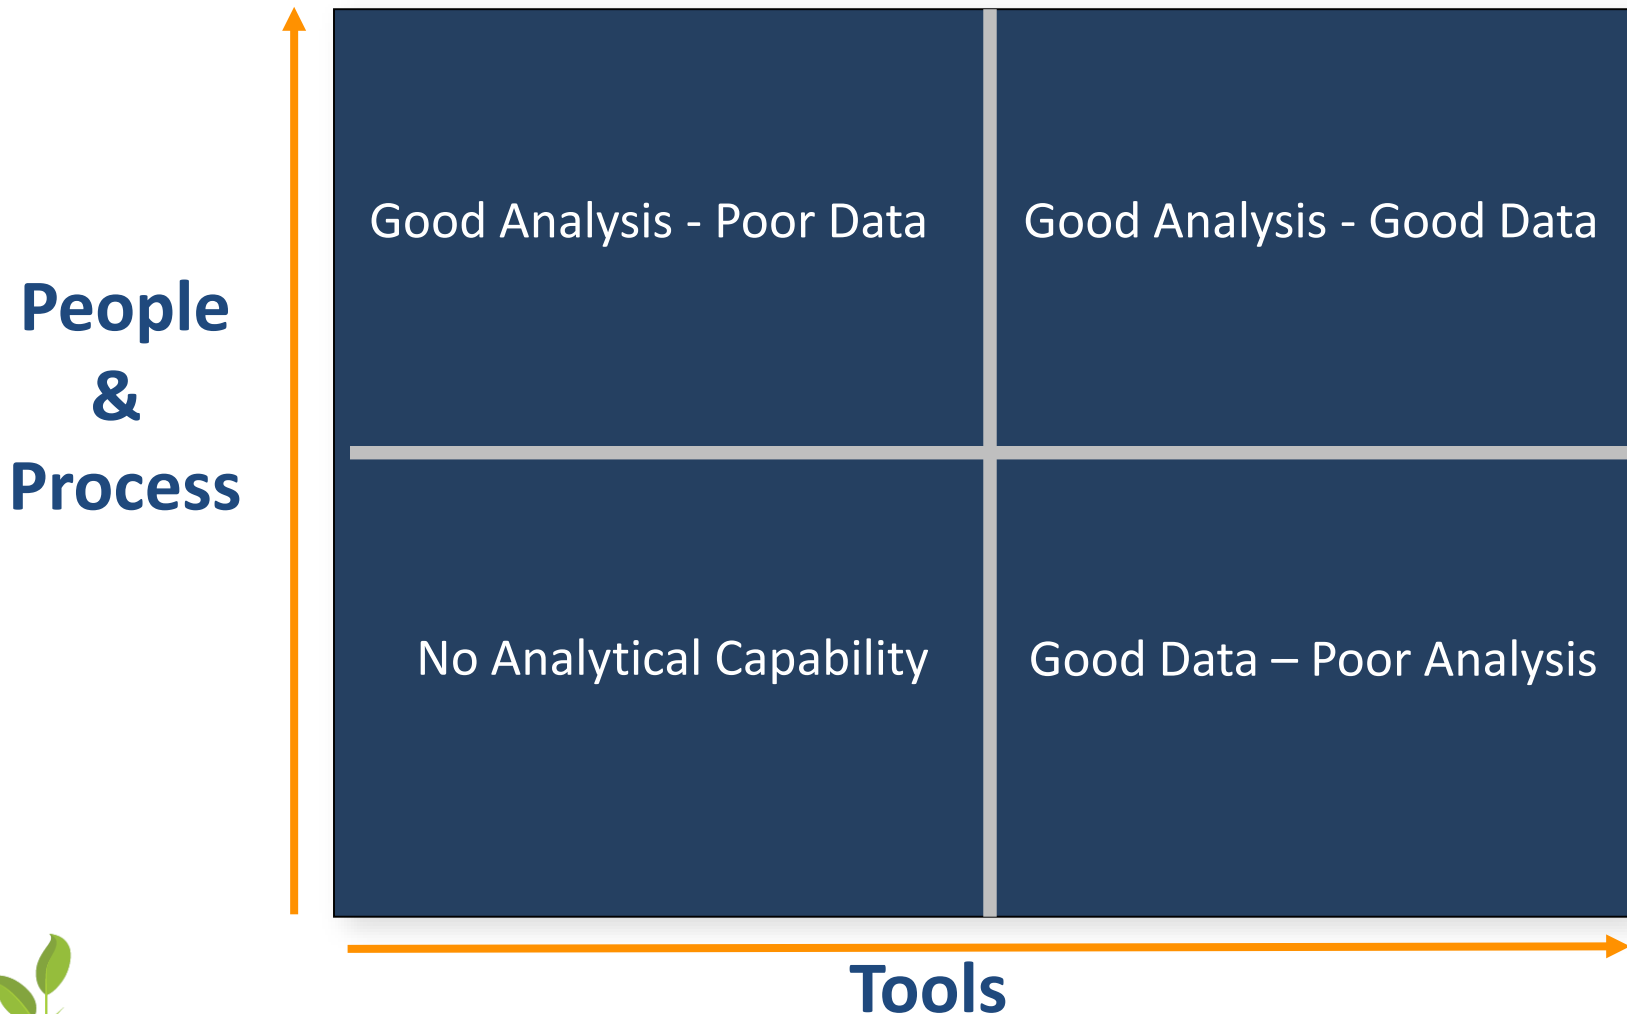 Good Analysis - Poor Data
Good Analysis - Good Data
People
&
Process
No Analytical Capability
Good Data – Poor Analysis
Tools